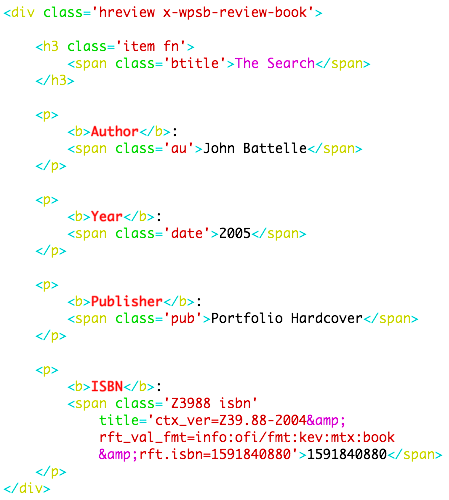 <div class='hreview x-wpsb-review-book'>
<h3 class='item fn'>
<span class='btitle'>The Search</span>
</h3>
<p>
<b>Author</b>:
<span class='au'>John Battelle</span>
</p>
<p>
<b>Year</b>:
<span class='date'>2005</span>
</p>
<p>
<b>Publisher</b>:
<span class='pub'>Portfolio Hardcover</span>
</p>
<p>
<b>ISBN</b>:
<span class='Z3988 isbn'
title='ctx_ver=Z39.88-2004&amp;
rft_val_fmt=info:ofi/fmt:kev:mtx:book
&amp;rft.isbn=1591840880'>1591840880</span>
</p>
</div>